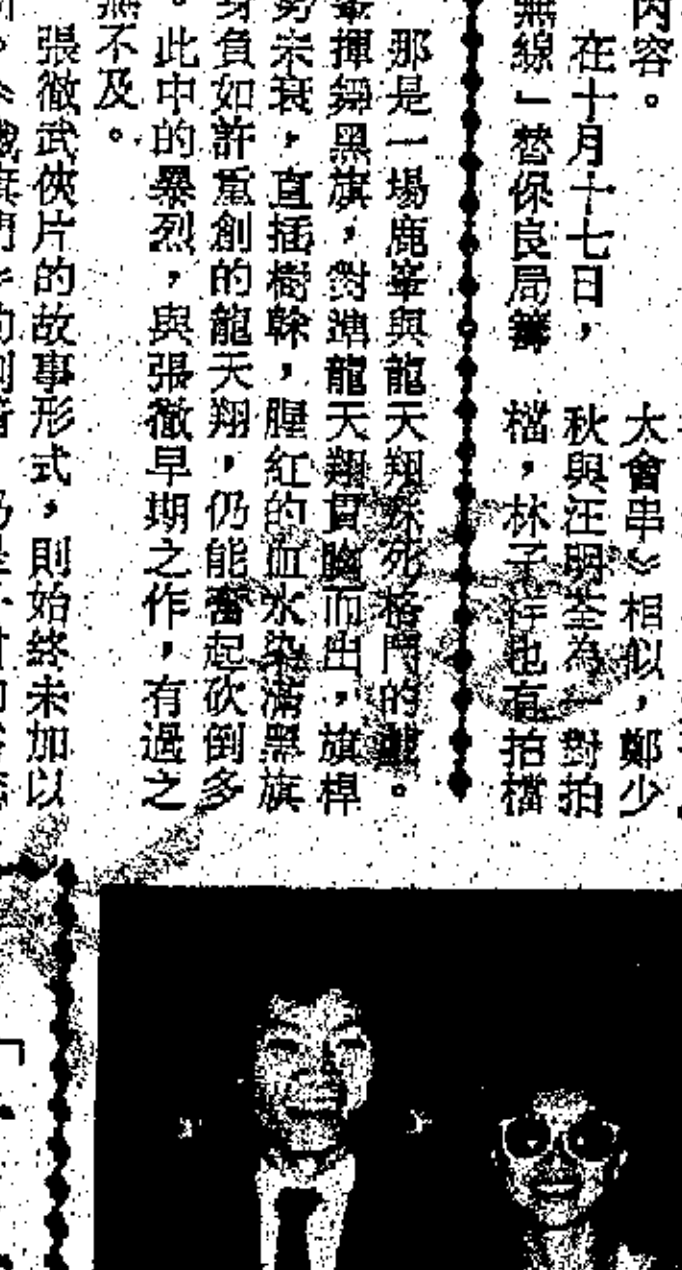 內容。
在十月十七日，
無線」替保良局籌
太會串》相似，鄭少
秋與汪明荃為一對拍
檔，林子祥也有拍檔
那是一場鹿峯與龍天翔殊死格鬥的戲。
峯揮舞黑旗，對準龍天翔貫胸而出，旗桿
勢未衰，直插樹幹，腥紅的血水染滿黑旗
身負如許重創的龍天翔，仍能奮起砍倒多
。此中的暴烈，與張徹早期之作，有過之
無不及。
張徹武俠片的故事形式，則始終未加以